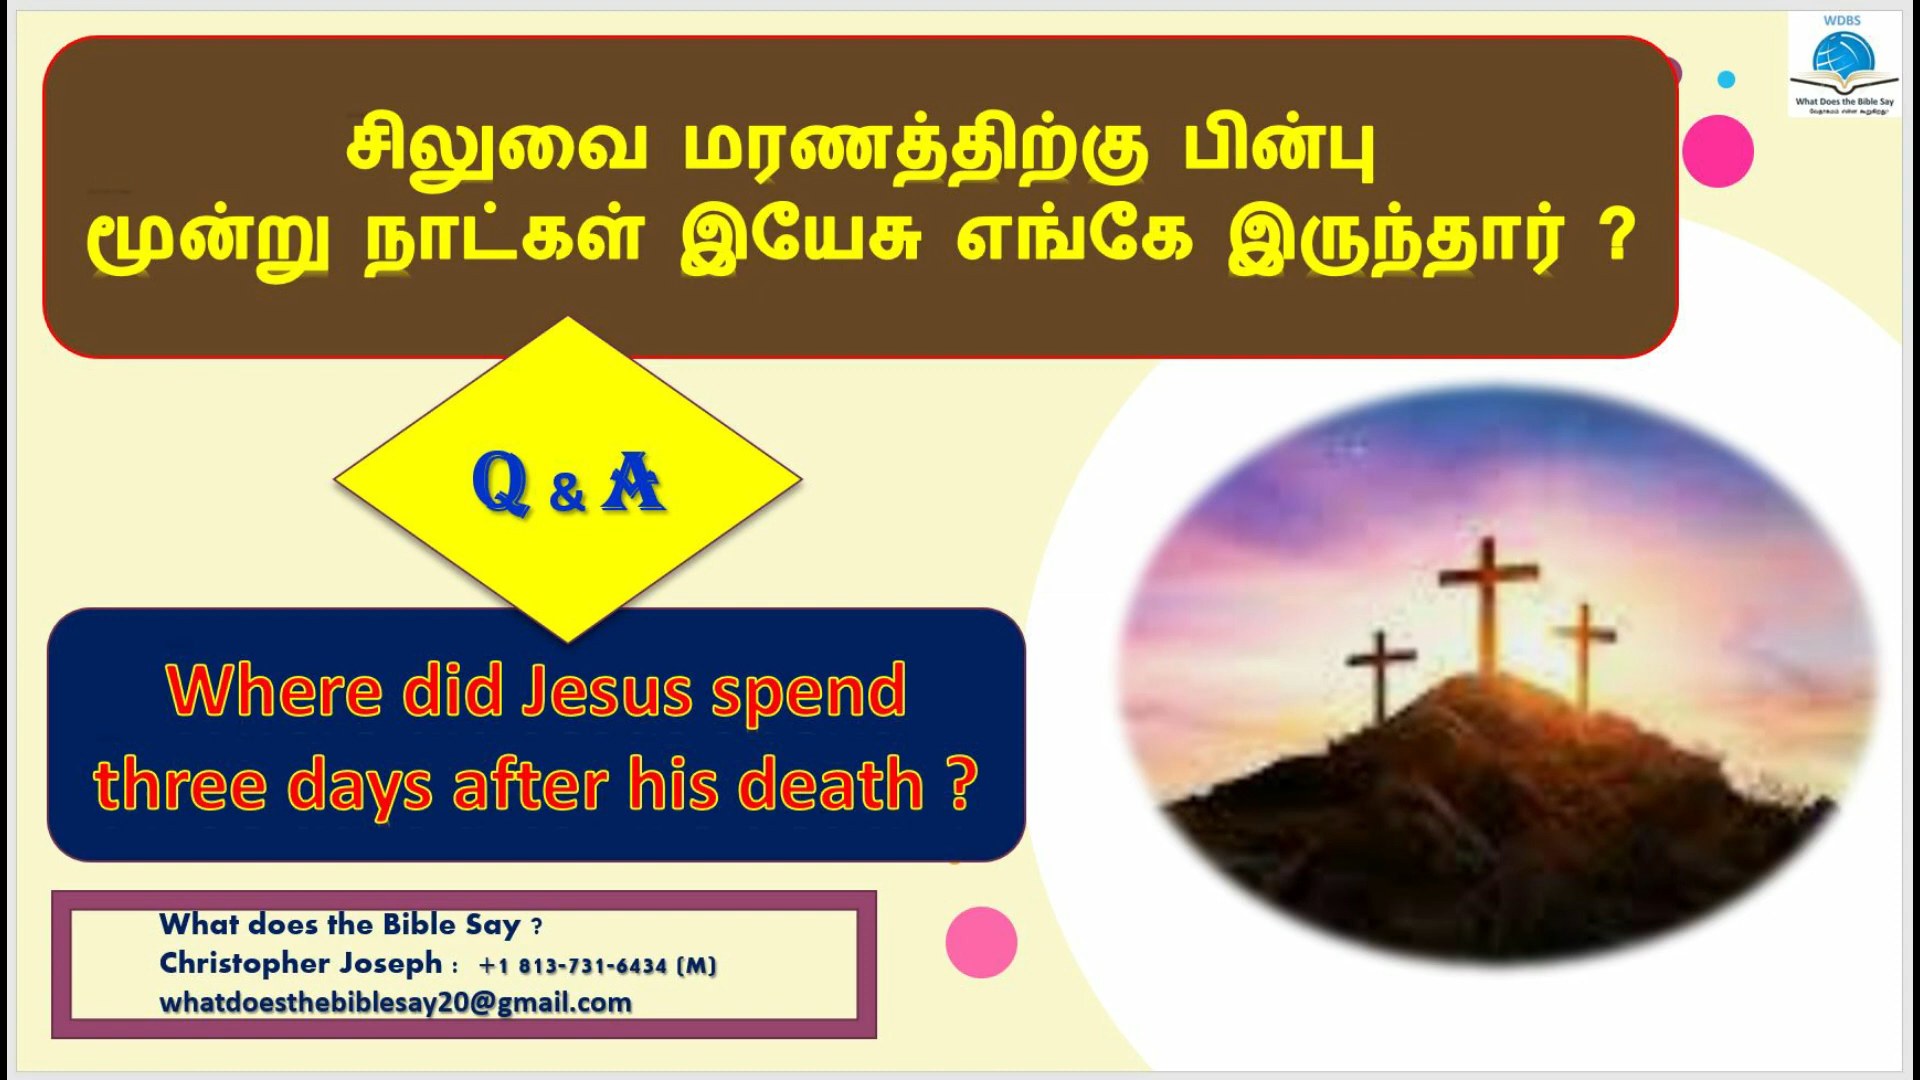 WDBS
What Does the Bible Say
சிலுவை மரணத்திற்கு பின்பு
மூன்று நாட்கள் இயேசு எங்கே இருந்தார் ?
Q & A
Where did Jesus spend
three days after his death ?
What does the Bible Say ?
Christopher Joseph : +1 813-731-6434 (M)
whatdoesthebiblesay20@gmail.com